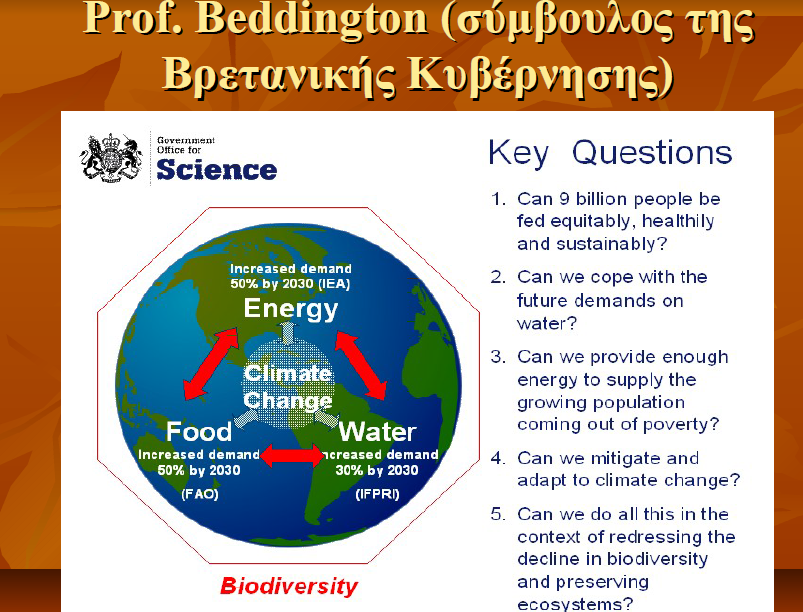 Prof. Beddington (σύμβουλος της
Βρετανικής Κυβέρνησης)
Government
Office for
Science
Key Questions
1. Can 9 billion people be
fed equitably, healthily
and sustainably?
2. Can we cope with the
future demands on
water?
3. Can we provide enough
energy to supply the
growing population
coming out of poverty?
4. Can we mitigate and
adapt to climate change?
5. Can we do all this in the
context of redressing the
decline in biodiversity
and preserving
ecosystems?
Increased demand
50% by 2030 (IEA)
Energy
Climate
Change
Food
Increased demand
50% by 2030
(FAO)
Water
ncreased demand
30% by 2030
(IFPRI)
Biodiversity